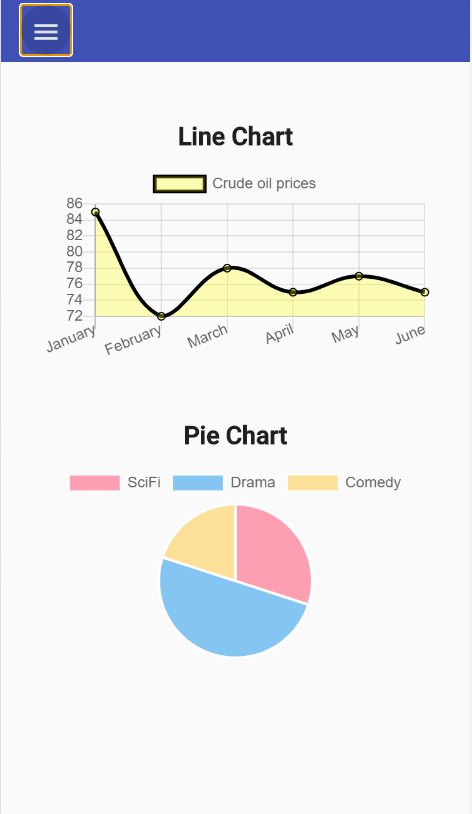 Line Chart
Crude oil prices
86
84
82
80
78
76
74
72
January February March April May June
Pie Chart
SciFi Drama Comedy